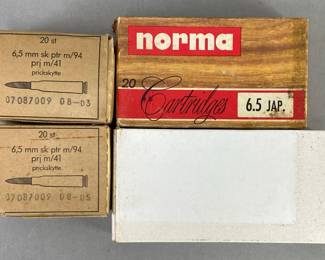 20 st
6,5 mm sk ptr m/94
prj m/41
prickskytte
07087009 08-03
20 st
6,5 mm sk ptr m/94
prj m/41
prickskytte
07087009 08-05
norma
20
Cartridges
6.5 JAP.